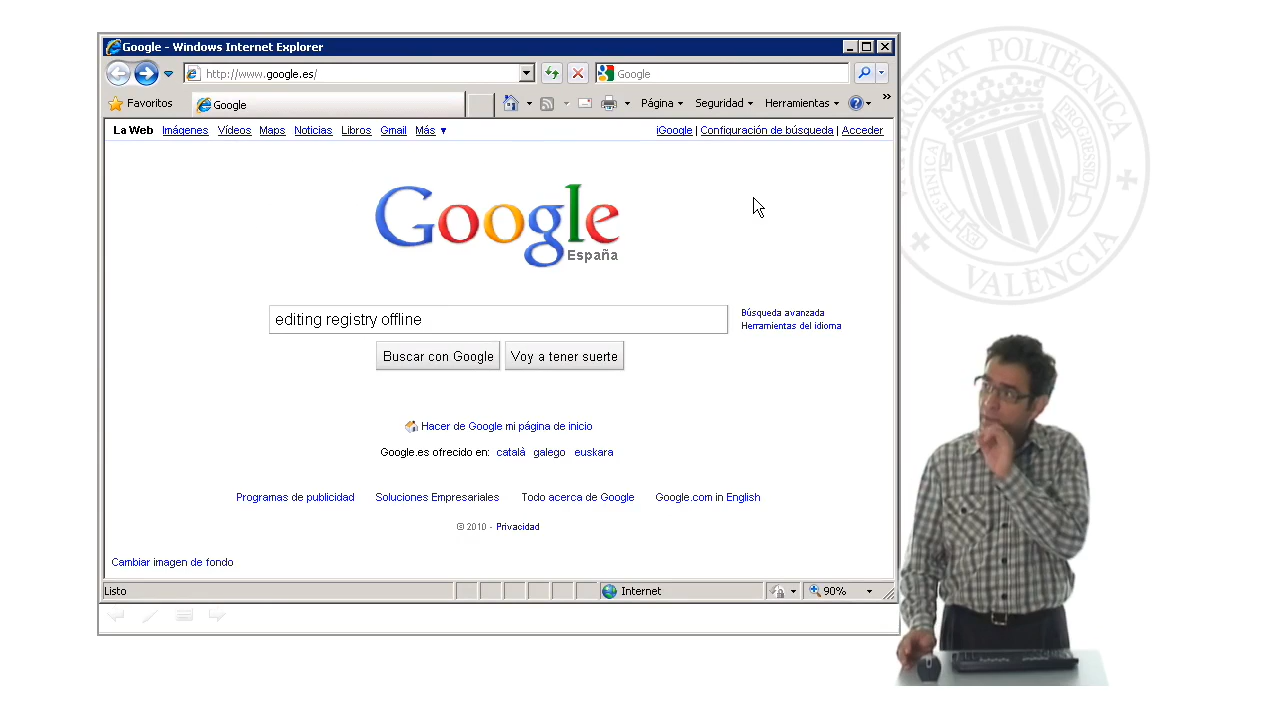 Google - Windows Internet Explorer
http://www.google.es/
Google
Favoritos
Google
Página
Seguridad
Herramientas
»
La Web Imágenes Vídeos Maps Noticias Libros Gmail Más ▼
iGoogle | Configuración de búsqueda | Acceder
Google
España
editing registry offline
Búsqueda avanzada
Herramientas del idioma
Buscar con Google
Voy a tener suerte
Hacer de Google mi página de inicio
Google.es ofrecido en: català galego euskara
Programas de publicidad Soluciones Empresariales Todo acerca de Google Google.com in English
© 2010 - Privacidad
Cambiar imagen de fondo
Listo
Internet
90%
UNIVERSITAT POLITÈCNICA
VALÈNCIA